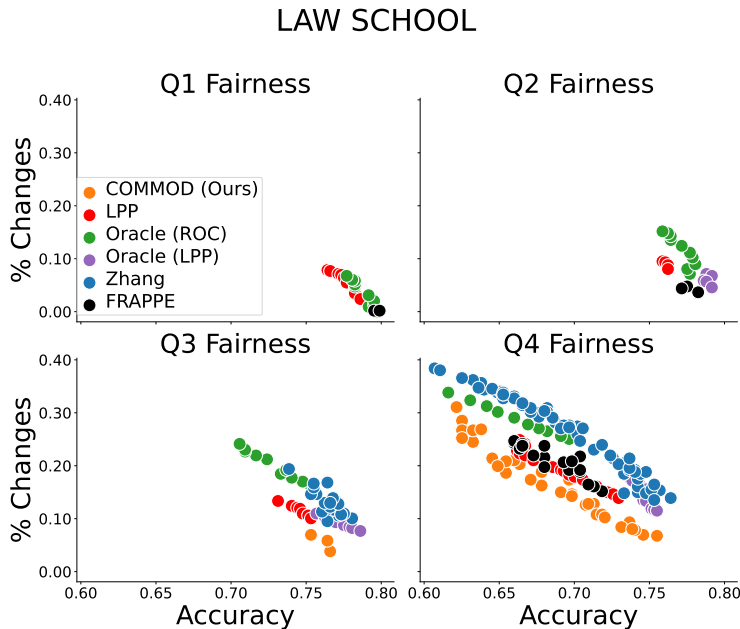 LAW SCHOOL
Q1 Fairness
Q2 Fairness
% Changes
0.40
0.30
0.20
0.10
0.00
COMMOD (Ours)
LPP
Oracle (ROC)
Oracle (LPP)
Zhang
FRAPPE
Q3 Fairness
Q4 Fairness
% Changes
0.40
0.30
0.20
0.10
0.00
0.60 0.65 0.70 0.75 0.80
0.60 0.65 0.70 0.75 0.80
Accuracy
Accuracy